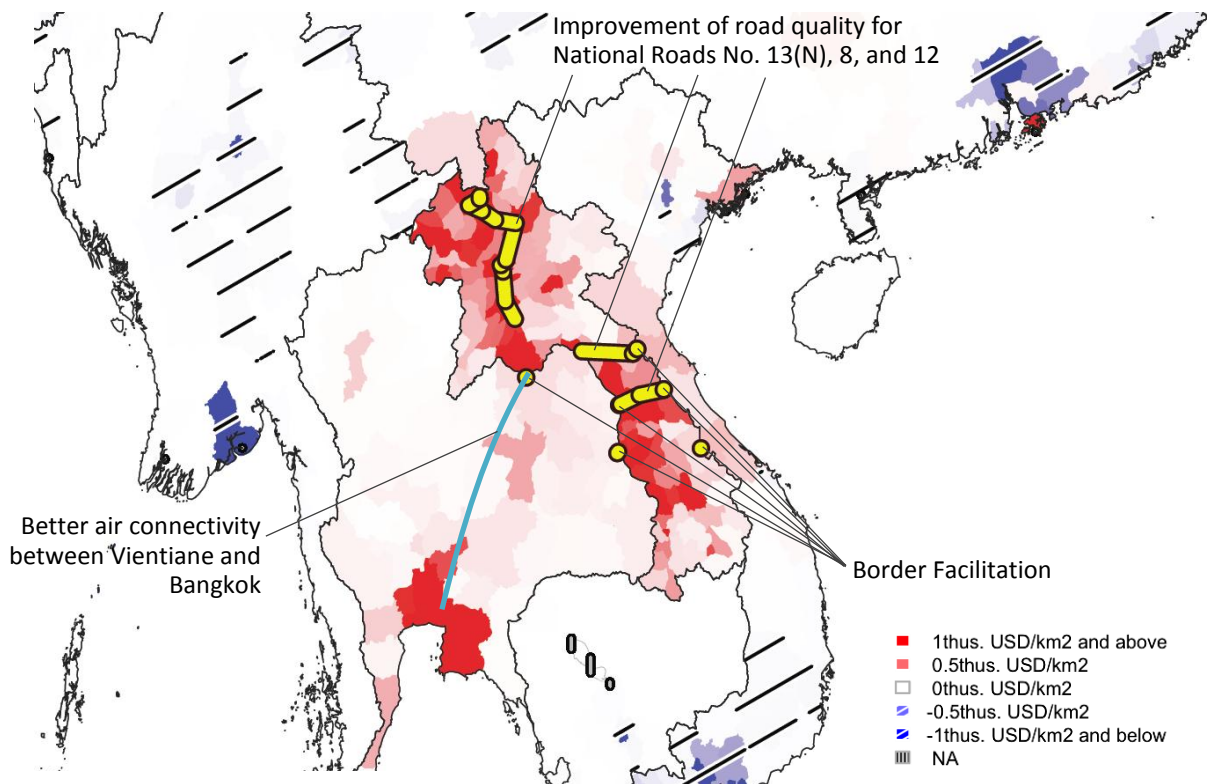 Improvement of road quality for
National Roads No. 13(N), 8, and 12
Better air connectivity
between Vientiane and
Bangkok
Border Facilitation
1thus. USD/km2 and above
0.5thus. USD/km2
0thus. USD/km2
-0.5thus. USD/km2
-1thus. USD/km2 and below
NA